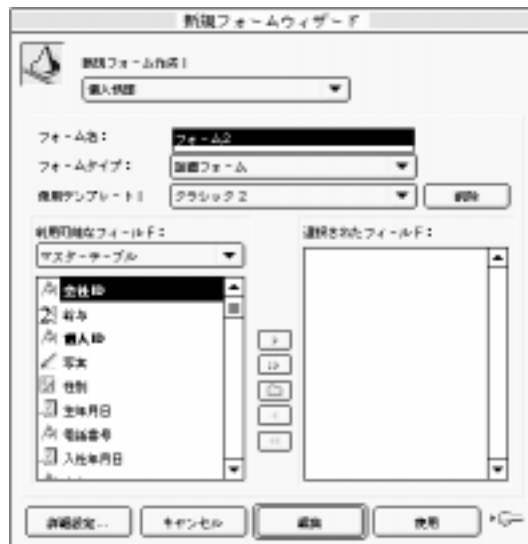 新規フォームウィザード
新規フォーム作成：
個人情報
フォーム名：
フォーム2
フォームタイプ：
詳細フォーム
使用テンプレート：
クラシック2
削除
利用可能なフィールド：
選択されたフィールド：
マスターテーブル
会社ID
給与
個人ID
写真
性別
生年月日
電話番号
入社年月日
詳細設定...
キャンセル
編集
使用